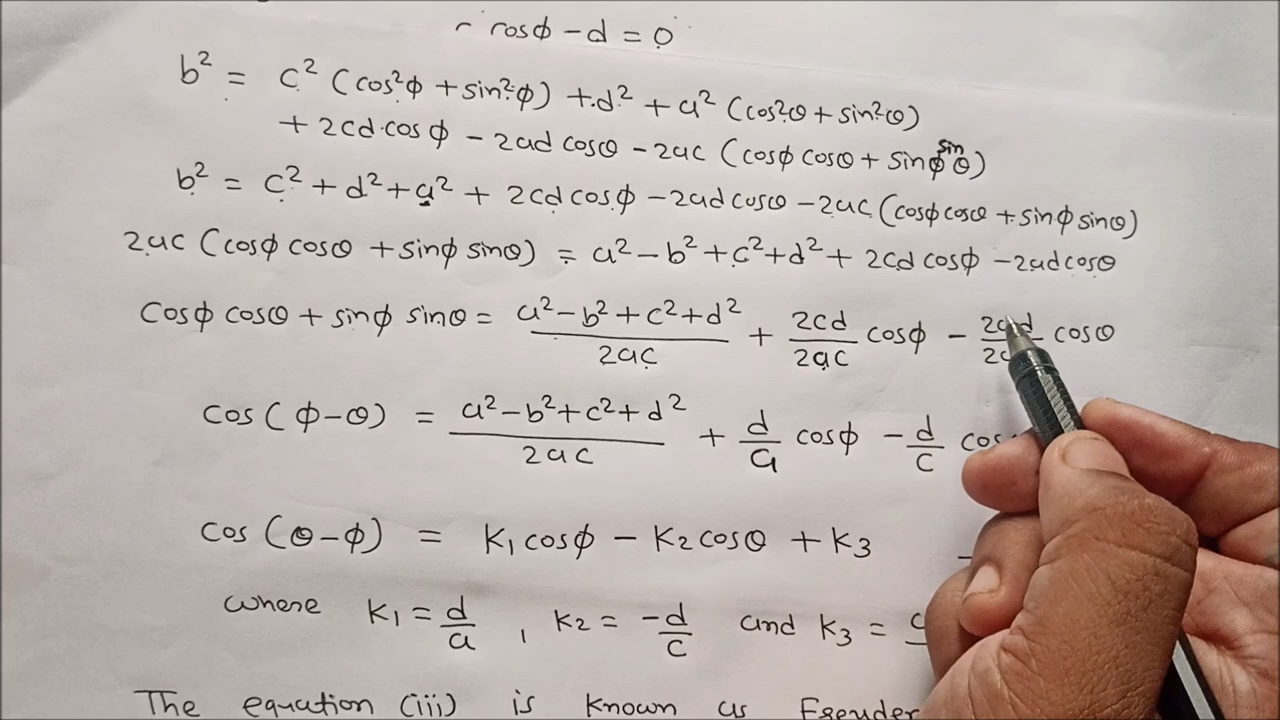 cosφ - d = 0
b² = c² (cos²φ + sin²φ) + d² + a² (cos²θ + sin²θ)
+ 2cd.cosφ - 2ad cosθ - 2ac (cosφ cosθ + sinφ sinθ)
b² = c² + d² + a² + 2cd cosφ - 2ad cosθ - 2ac (cosφ cosθ + sinφ sinθ)
2ac (cosφ cosθ + sinφ sinθ) = a² - b² + c² + d² + 2cd cosφ - 2ad cosθ
Cosφ cosθ + sinφ sinθ = a² - b² + c² + d² / 2ac + 2cd / 2ac cosφ - 2ad / cosθ
cos (φ - θ) = a² - b² + c² + d² / 2ac + d / a cosφ - d / c cos
cos (θ - φ) = K₁ cosφ - K₂ cosθ + K₃
where K₁ = d / a , K₂ = -d / c and K₃ =
The equation (iii) is known as